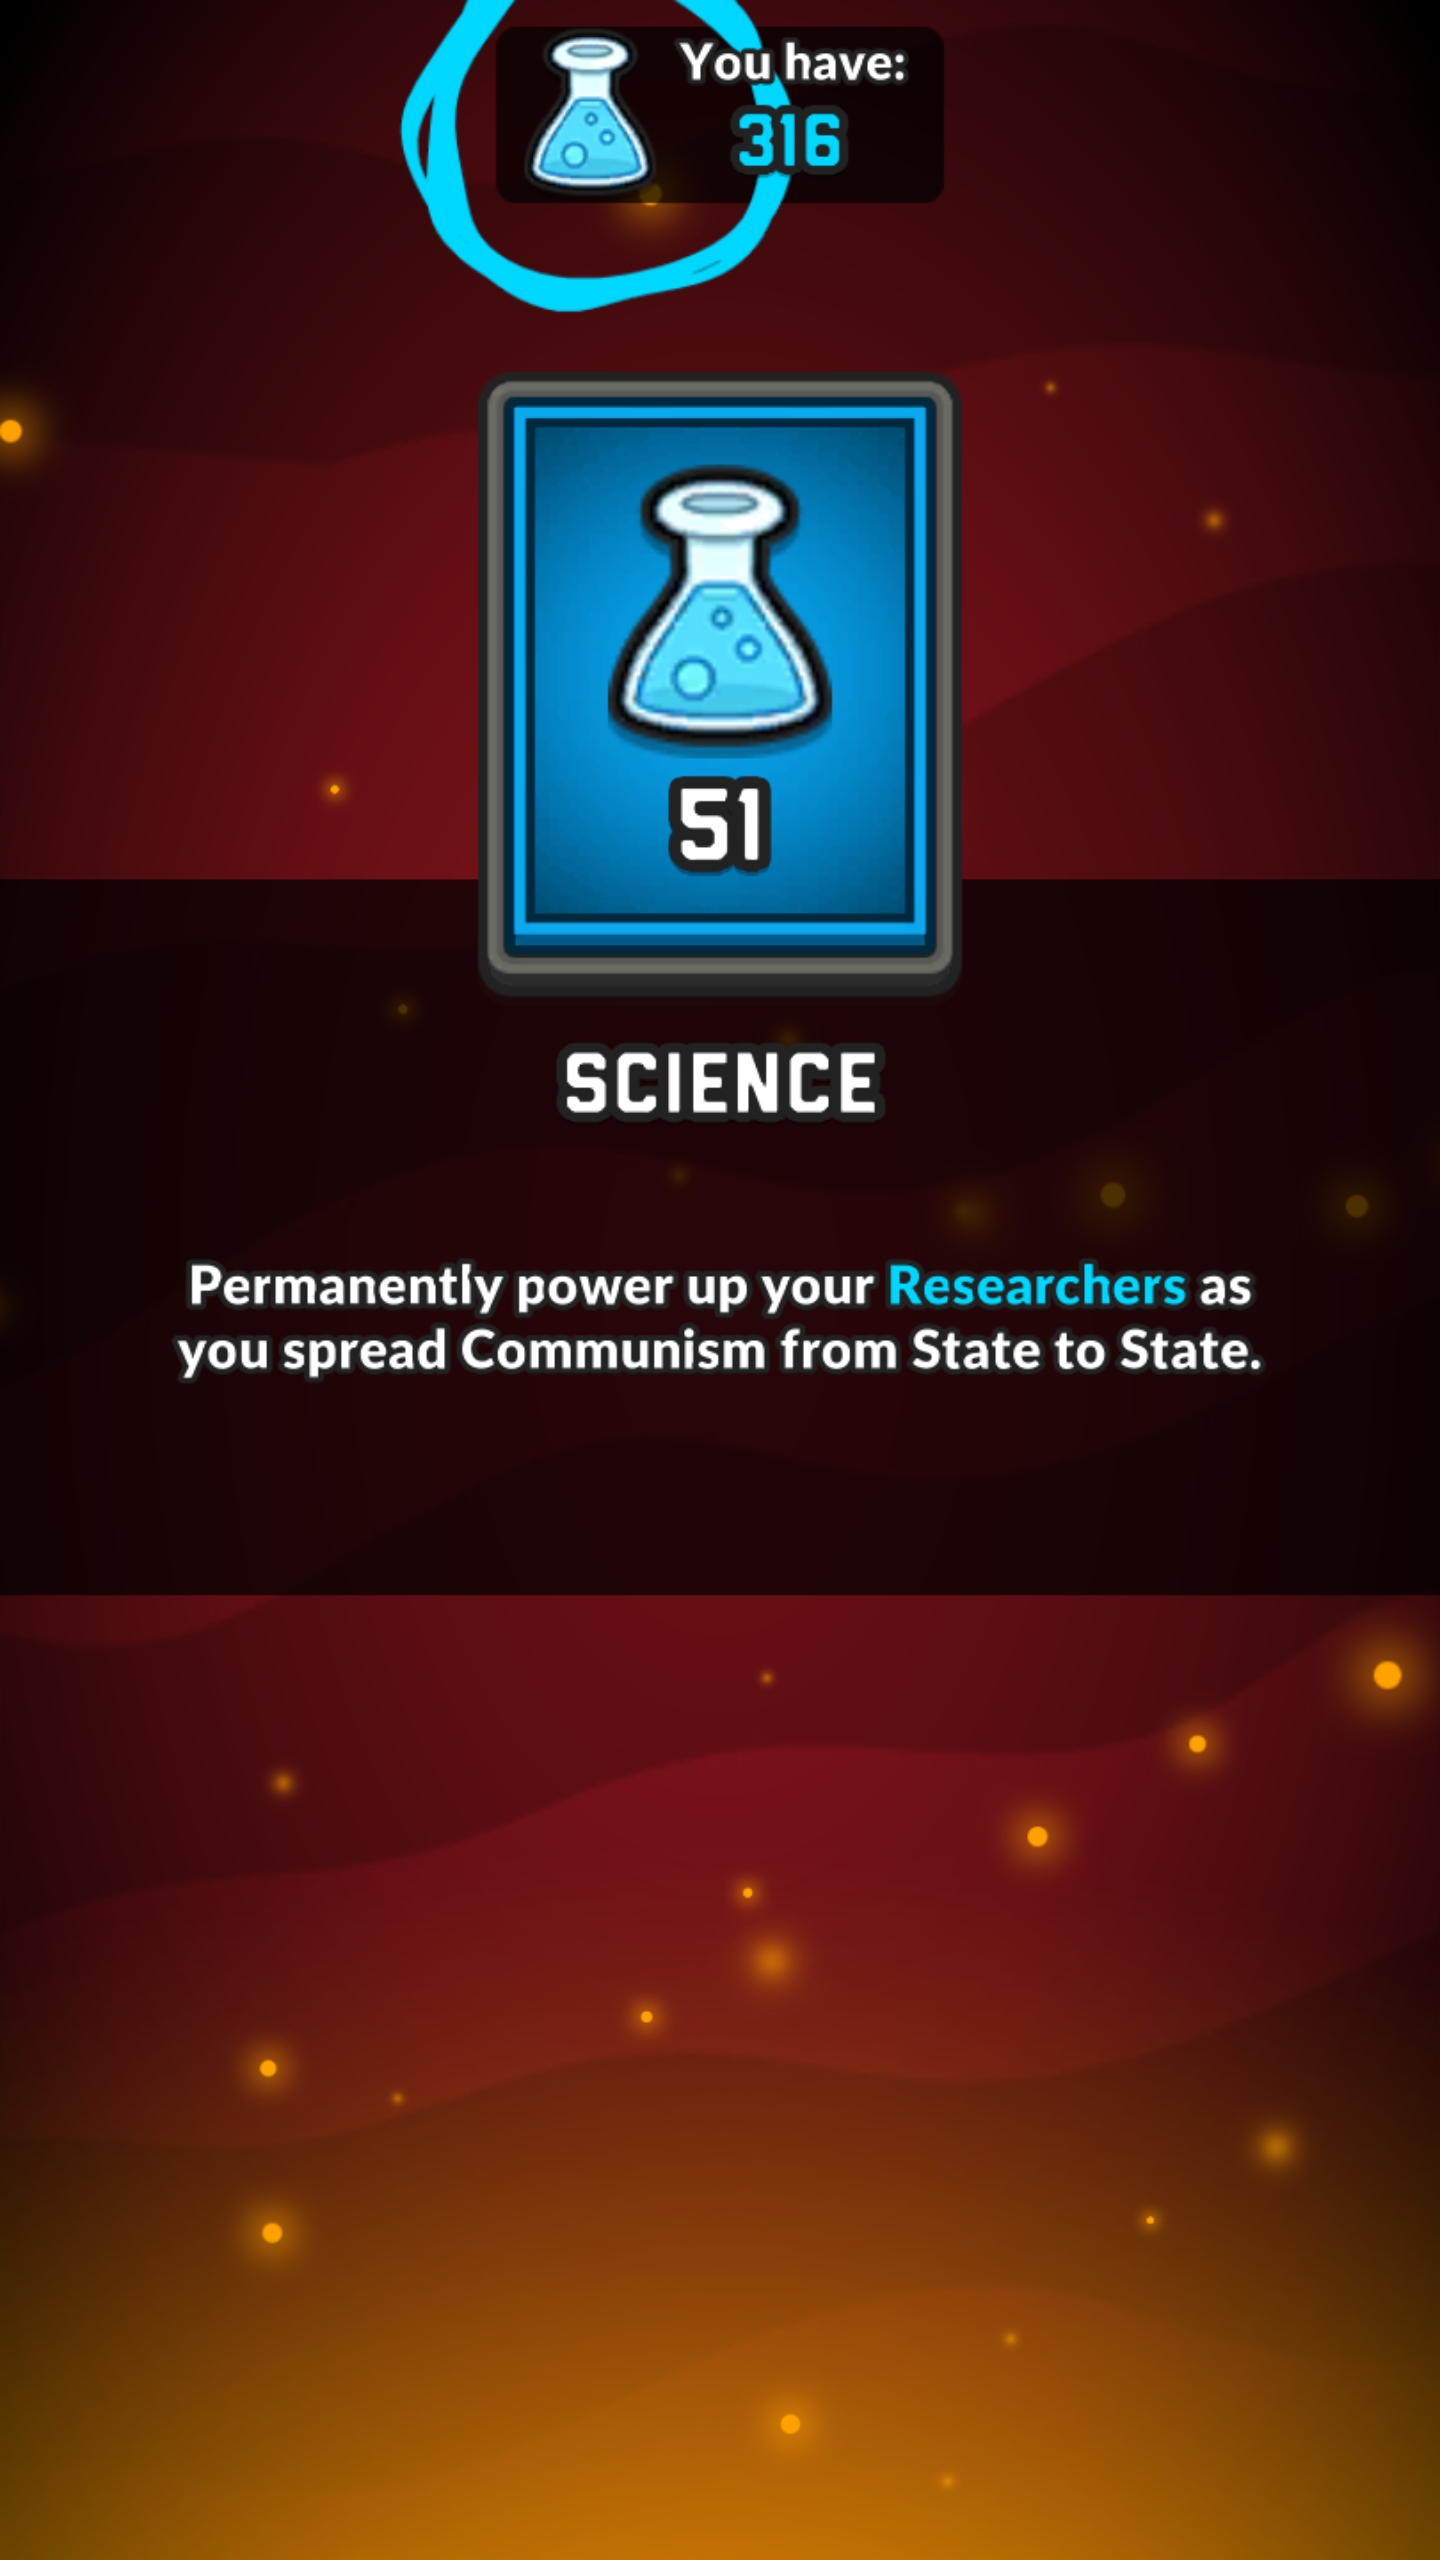 You have:
316
51
SCIENCE
Permanently power up your Researchers as
you spread Communism from State to State.